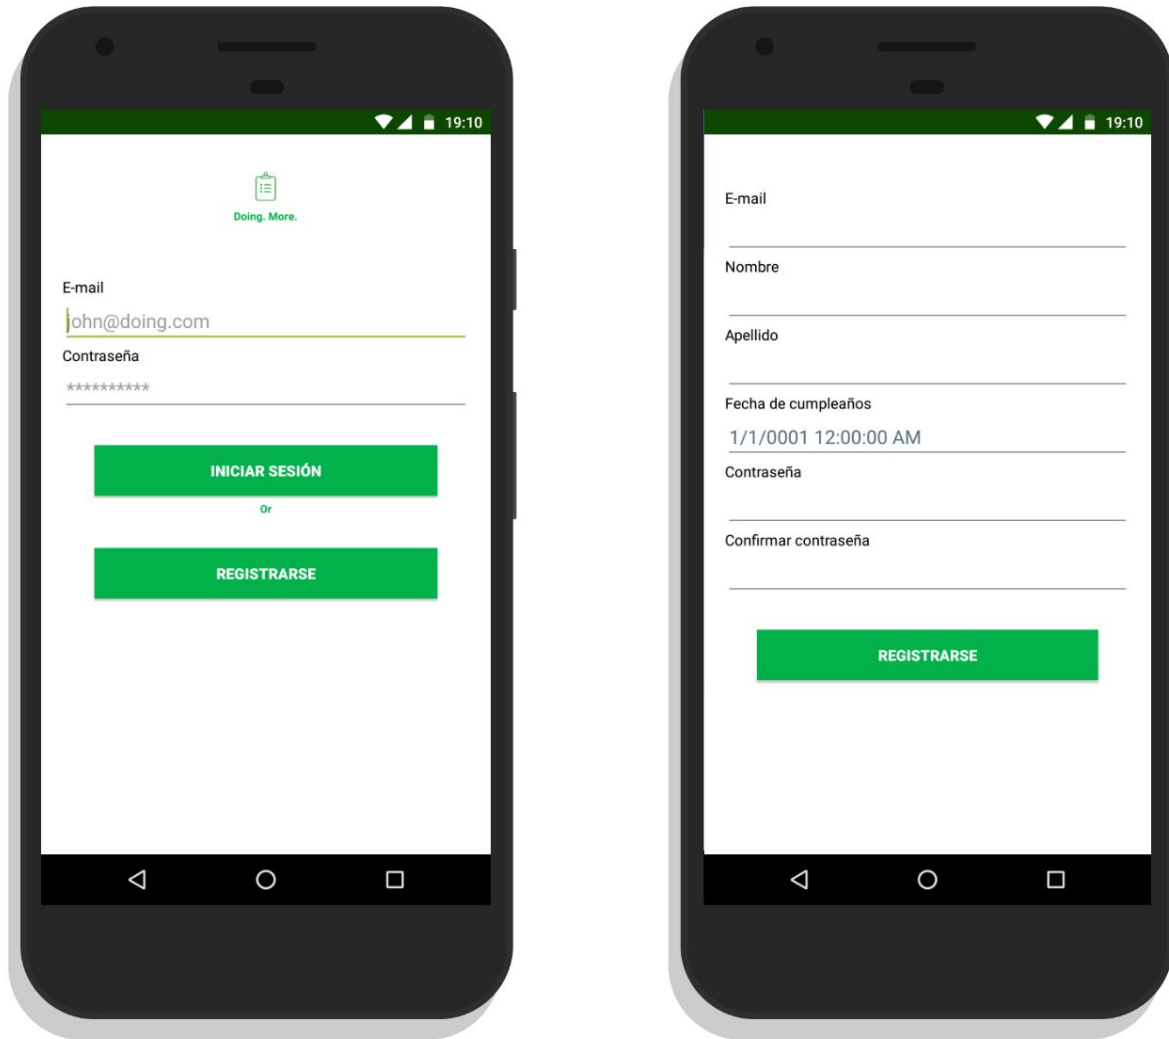 19:10
Doing. More.
E-mail
john@doing.com
Contraseña
**********
INICIAR SESIÓN
Or
REGISTRARSE
19:10
E-mail
Nombre
Apellido
Fecha de cumpleaños
1/1/0001 12:00:00 AM
Contraseña
Confirmar contraseña
REGISTRARSE